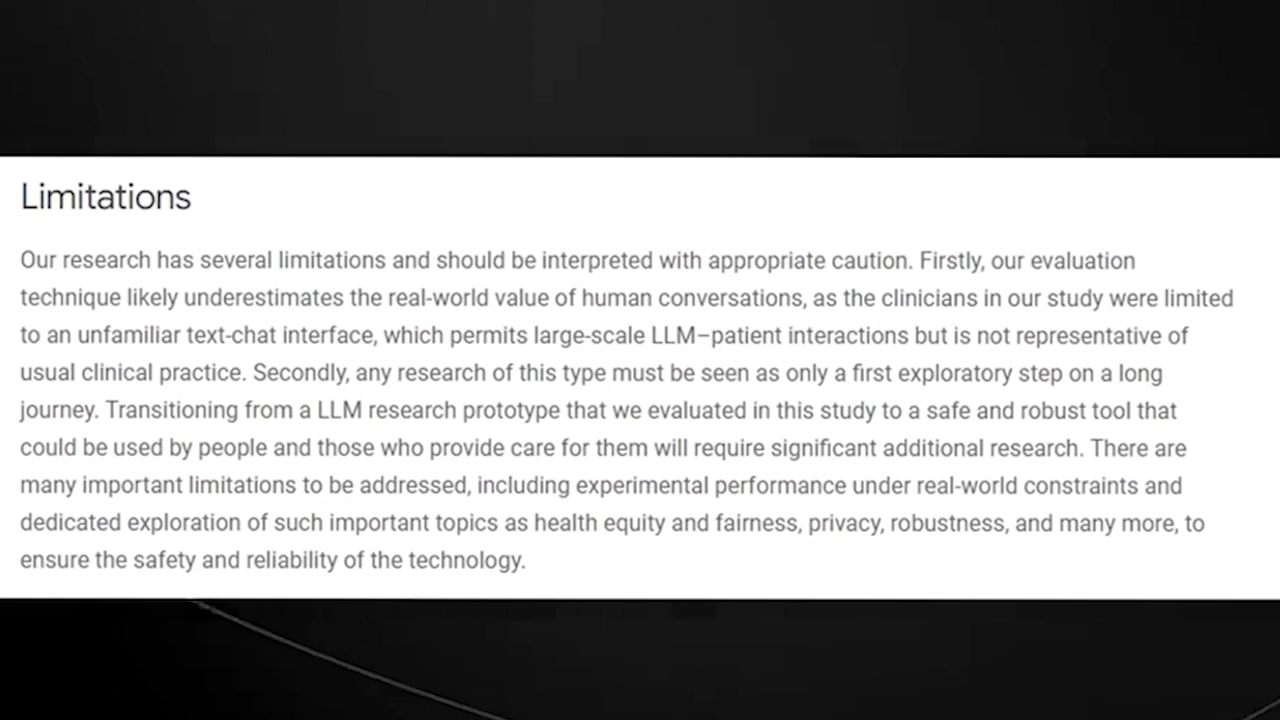 Limitations
Our research has several limitations and should be interpreted with appropriate caution. Firstly, our evaluation
technique likely underestimates the real-world value of human conversations, as the clinicians in our study were limited
to an unfamiliar text-chat interface, which permits large-scale LLM–patient interactions but is not representative of
usual clinical practice. Secondly, any research of this type must be seen as only a first exploratory step on a long
journey. Transitioning from a LLM research prototype that we evaluated in this study to a safe and robust tool that
could be used by people and those who provide care for them will require significant additional research. There are
many important limitations to be addressed, including experimental performance under real-world constraints and
dedicated exploration of such important topics as health equity and fairness, privacy, robustness, and many more, to
ensure the safety and reliability of the technology.